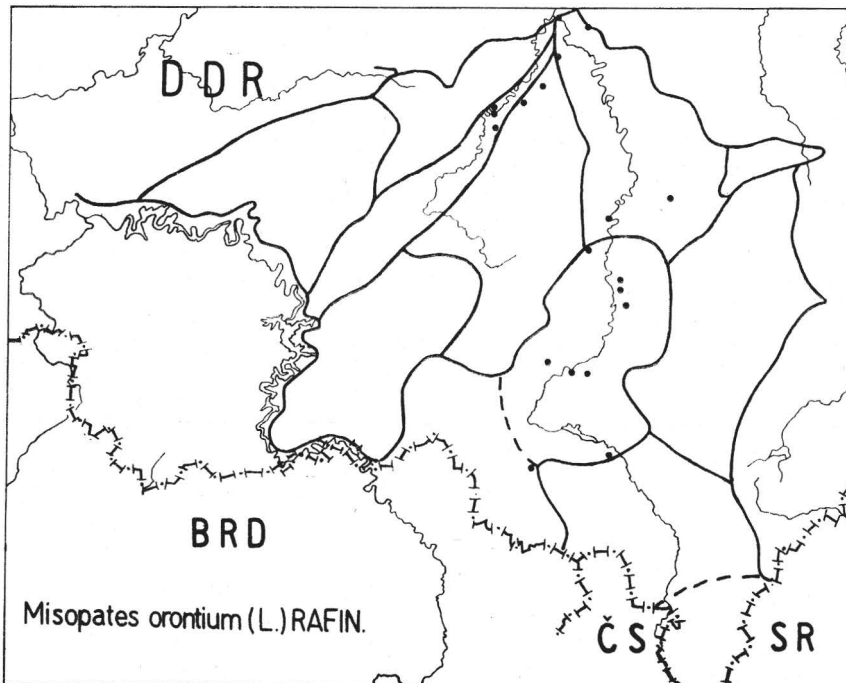 DDR
BRD
Misopates orontium (L.) RAFIN.
ČS SR